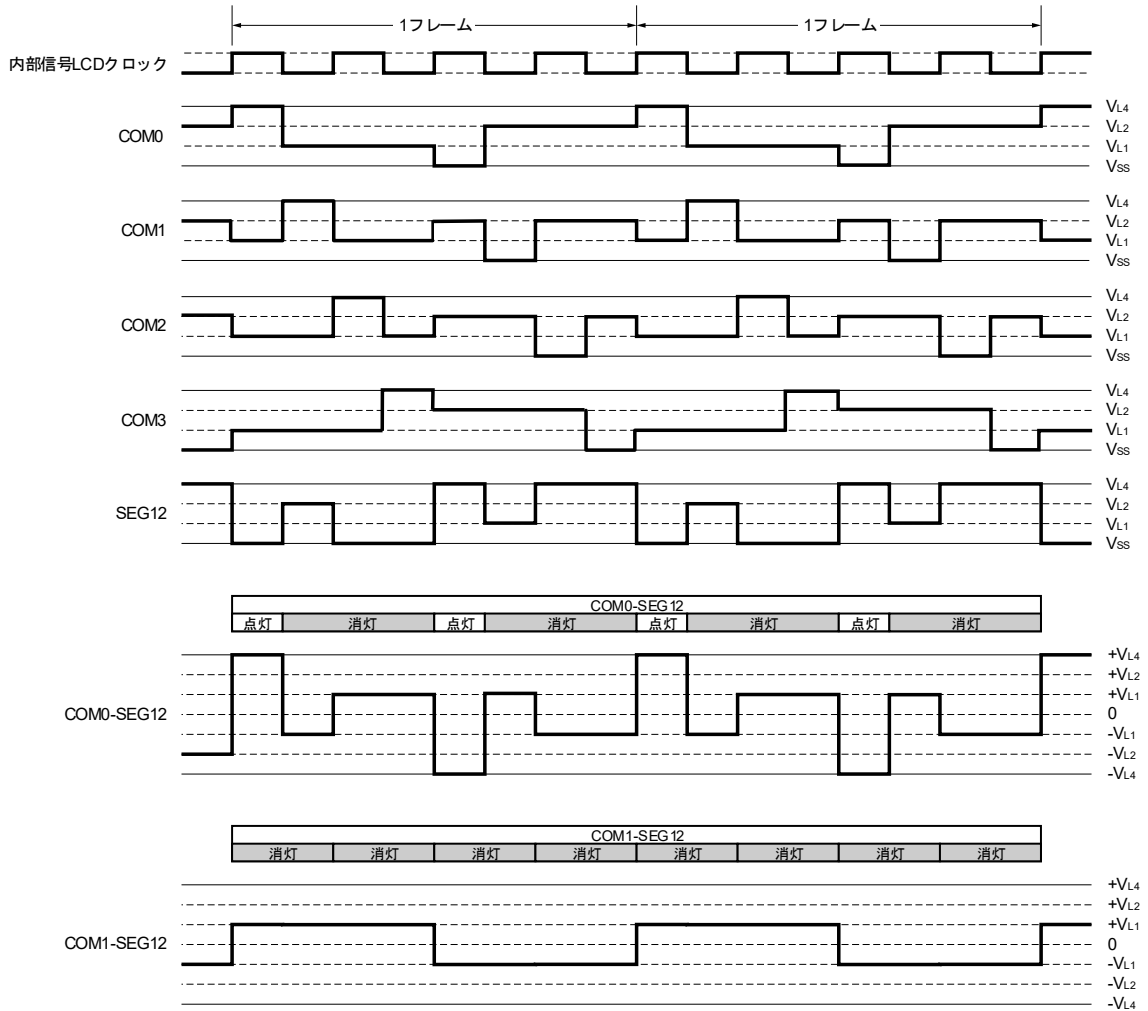 1フレーム 1フレーム
内部信号LCDクロック
COM0
VL4
VL2
VL1
VSS
COM1
VL4
VL2
VL1
VSS
COM2
VL4
VL2
VL1
VSS
COM3
VL4
VL2
VL1
VSS
SEG12
VL4
VL2
VL1
VSS
COM0-SEG12
点灯 消灯 点灯 消灯 点灯 消灯 点灯 消灯
COM0-SEG12
+VL4
+VL2
+VL1
0
-VL1
-VL2
-VL4
COM1-SEG12
消灯 消灯 消灯 消灯 消灯 消灯 消灯 消灯
COM1-SEG12
+VL4
+VL2
+VL1
0
-VL1
-VL2
-VL4